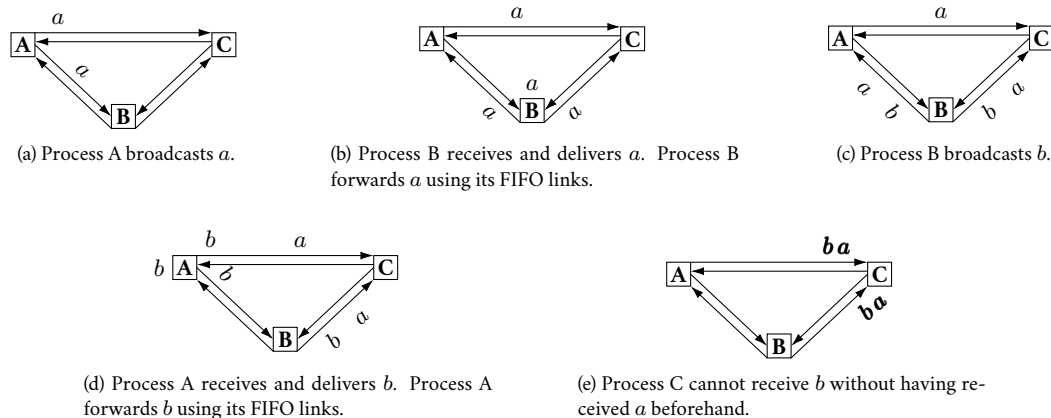 a
A C
a
B
(a) Process A broadcasts a.
a
A C
a
B
a a
(b) Process B receives and delivers a. Process B
forwards a using its FIFO links.
a
A C
a b B b a
(c) Process B broadcasts b.
b a
b A C
b
B
b a
(d) Process A receives and delivers b. Process A
forwards b using its FIFO links.
b a
A C
b a
B
(e) Process C cannot receive b without having re-
ceived a beforehand.